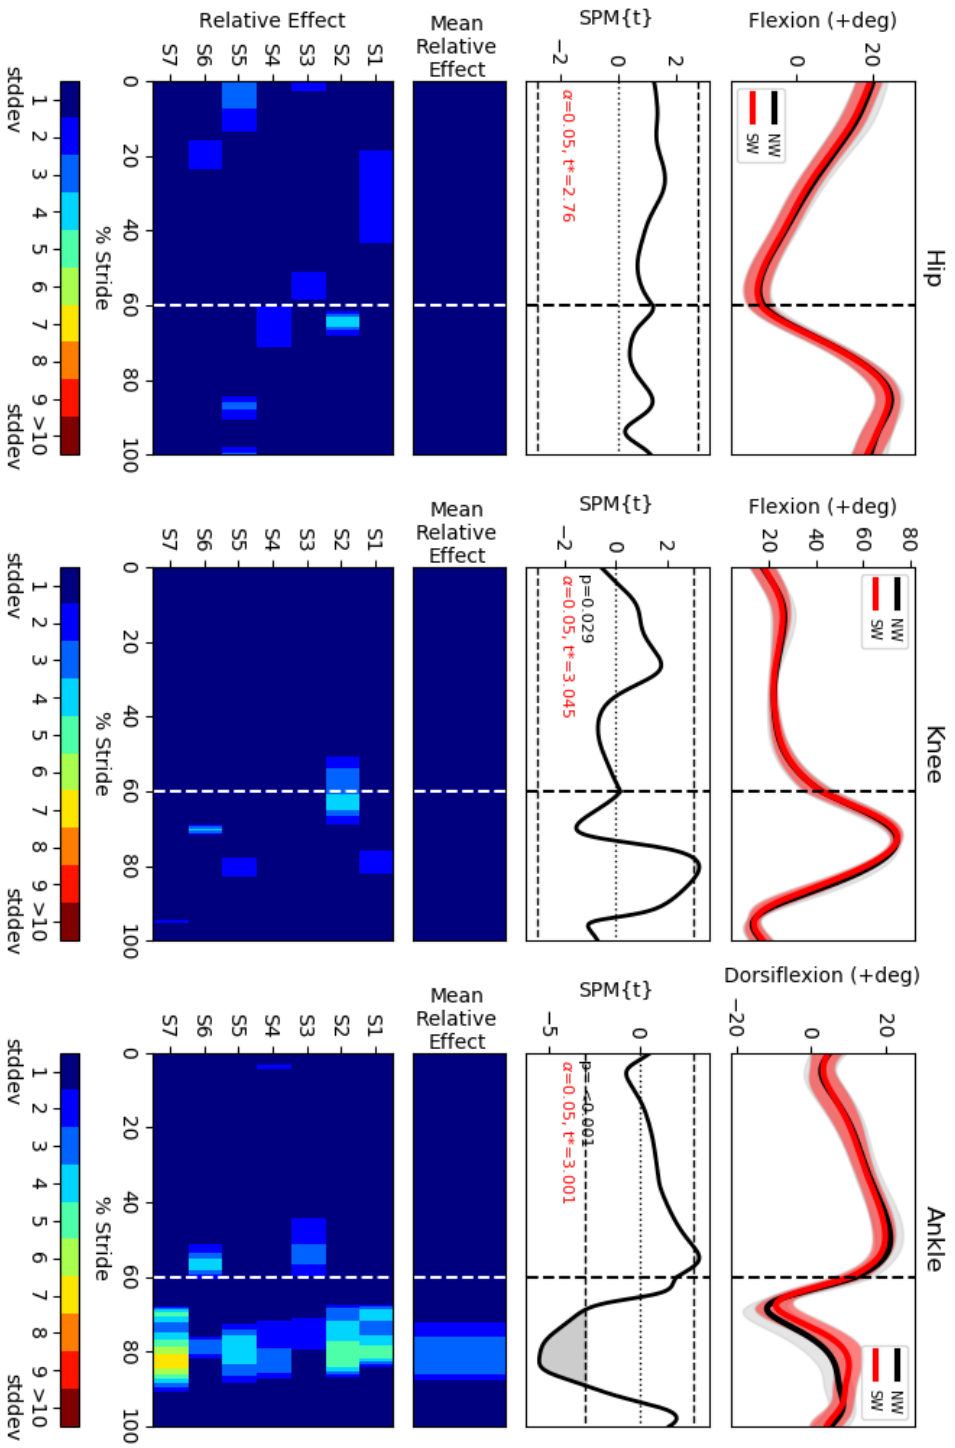 Hip
Flexion (+deg)
0
20
NW
SW
SPM{t}
−2
0
2
α=0.05, t*=2.76
Mean
Relative
Effect
Relative Effect
S1
S2
S3
S4
S5
S6
S7
0
20
40
60
80
100
% Stride
1
2
3
4
5
6
7
8
9
>10
stddev
stddev
Knee
Flexion (+deg)
20
40
60
80
NW
SW
SPM{t}
−2
0
2
p=0.029
α=0.05, t*=3.045
Mean
Relative
Effect
S1
S2
S3
S4
S5
S6
S7
0
20
40
60
80
100
% Stride
1
2
3
4
5
6
7
8
9
>10
stddev
stddev
Ankle
Dorsiflexion (+deg)
−20
0
20
NW
SW
SPM{t}
−5
0
p= <0.001
α=0.05, t*=3.001
Mean
Relative
Effect
S1
S2
S3
S4
S5
S6
S7
0
20
40
60
80
100
% Stride
1
2
3
4
5
6
7
8
9
>10
stddev
stddev